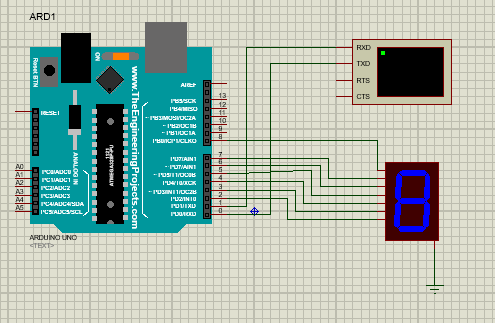 ARD1
ON
Reset BTN
www.TheEngineeringProjects.com
AREF
13
PB5/SCK
12
PB4/MISO
11
~ PB3/MOSI/OC2A
10
~ PB2/OC1B
9
~ PB1/OC1A
8
PB0/ICP1/CLKO
RESET
ANALOG IN
7
PD7/AIN1
6
~ PD6/AIN0
5
4
PD4/T0/XCK
3
~ PD3/INT1/OC2B
2
PD2/INT0
1
PD1/TXD
0
PD0/RXD
A0
PC0/ADC0
A1
PC1/ADC1
A2
PC2/ADC2
A3
PC3/ADC3
A4
PC4/ADC4/SDA
A5
PC5/ADC5/SCL
ARDUINO UNO
<TEXT>
RXD
TXD
RTS
CTS